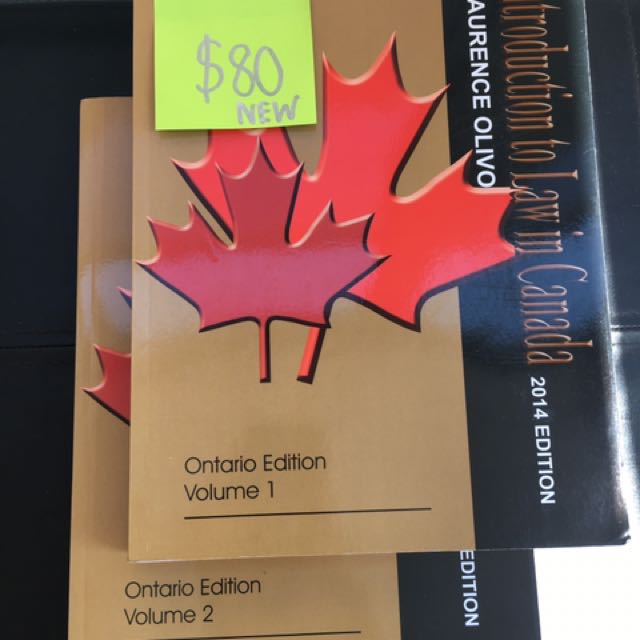 $80
NEW
AURENCE OLIVO
troduction to Law in Canada
2014 EDITION
Ontario Edition
Volume 1
Ontario Edition
Volume 2
EDITION